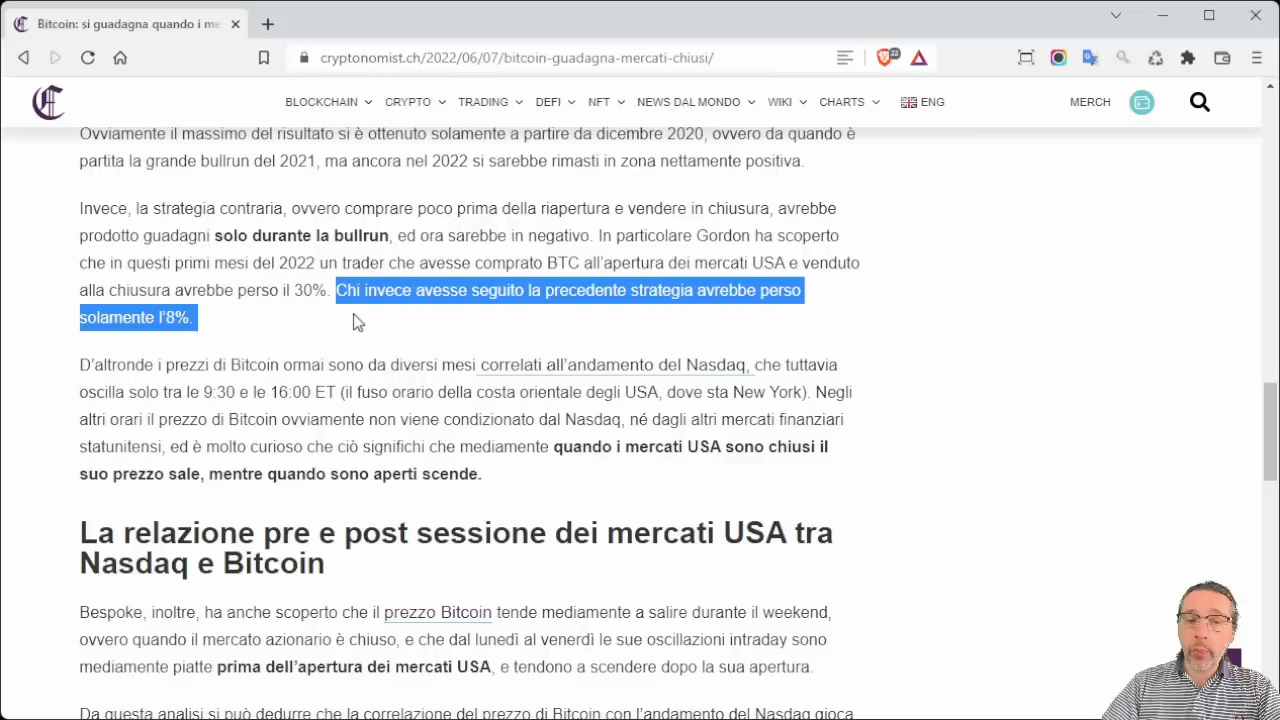 Bitcoin: si guadagna quando i me
cryptonomist.ch/2022/06/07/bitcoin-guadagna-mercati-chiusi/
22
BLOCKCHAIN CRYPTO TRADING DEFI NFT NEWS DAL MONDO WIKI CHARTS ENG MERCH
Ovviamente il massimo del risultato si è ottenuto solamente a partire da dicembre 2020, ovvero da quando è
partita la grande bullrun del 2021, ma ancora nel 2022 si sarebbe rimasti in zona nettamente positiva.
Invece, la strategia contraria, ovvero comprare poco prima della riapertura e vendere in chiusura, avrebbe
prodotto guadagni solo durante la bullrun, ed ora sarebbe in negativo. In particolare Gordon ha scoperto
che in questi primi mesi del 2022 un trader che avesse comprato BTC all’apertura dei mercati USA e venduto
alla chiusura avrebbe perso il 30%. Chi invece avesse seguito la precedente strategia avrebbe perso
solamente l’8%.
D’altronde i prezzi di Bitcoin ormai sono da diversi mesi correlati all’andamento del Nasdaq, che tuttavia
oscilla solo tra le 9:30 e le 16:00 ET (il fuso orario della costa orientale degli USA, dove sta New York). Negli
altri orari il prezzo di Bitcoin ovviamente non viene condizionato dal Nasdaq, né dagli altri mercati finanziari
statunitensi, ed è molto curioso che ciò significhi che mediamente quando i mercati USA sono chiusi il
suo prezzo sale, mentre quando sono aperti scende.
La relazione pre e post sessione dei mercati USA tra
Nasdaq e Bitcoin
Bespoke, inoltre, ha anche scoperto che il prezzo Bitcoin tende mediamente a salire durante il weekend,
ovvero quando il mercato azionario è chiuso, e che dal lunedì al venerdì le sue oscillazioni intraday sono
mediamente piatte prima dell’apertura dei mercati USA, e tendono a scendere dopo la sua apertura.
Da questa analisi si può dedurre che la correlazione del prezzo di Bitcoin con l’andamento del Nasdaq gioca